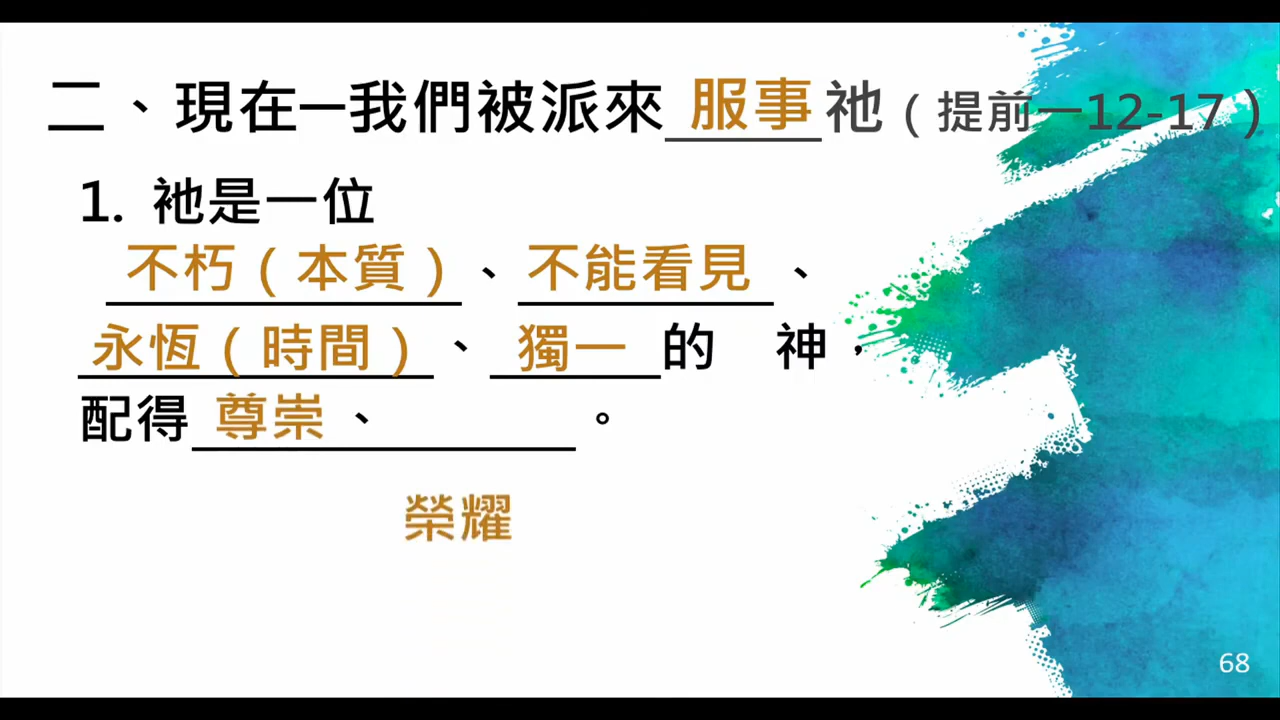 二、現在─我們被派來 服事 祂（提前一12-17）
1. 祂是一位
不朽（本質）、不能看見、
永恆（時間）、獨一的 神，
配得 尊崇、 。
榮耀
68